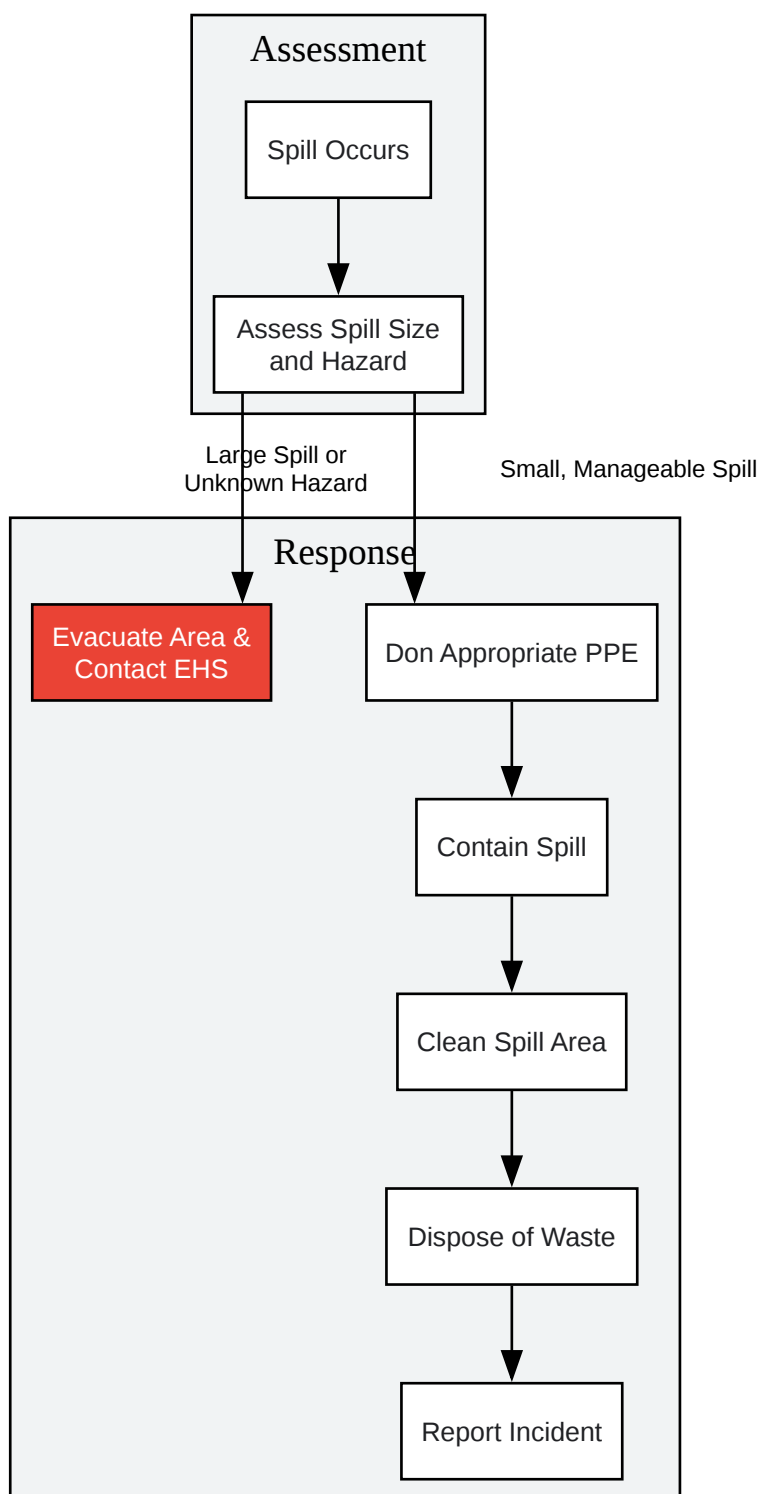 Assessment
Spill Occurs
Assess Spill Size
and Hazard
Large Spill or
Unknown Hazard
Small, Manageable Spill
Response
Evacuate Area &
Contact EHS
Don Appropriate PPE
Contain Spill
Clean Spill Area
Dispose of Waste
Report Incident